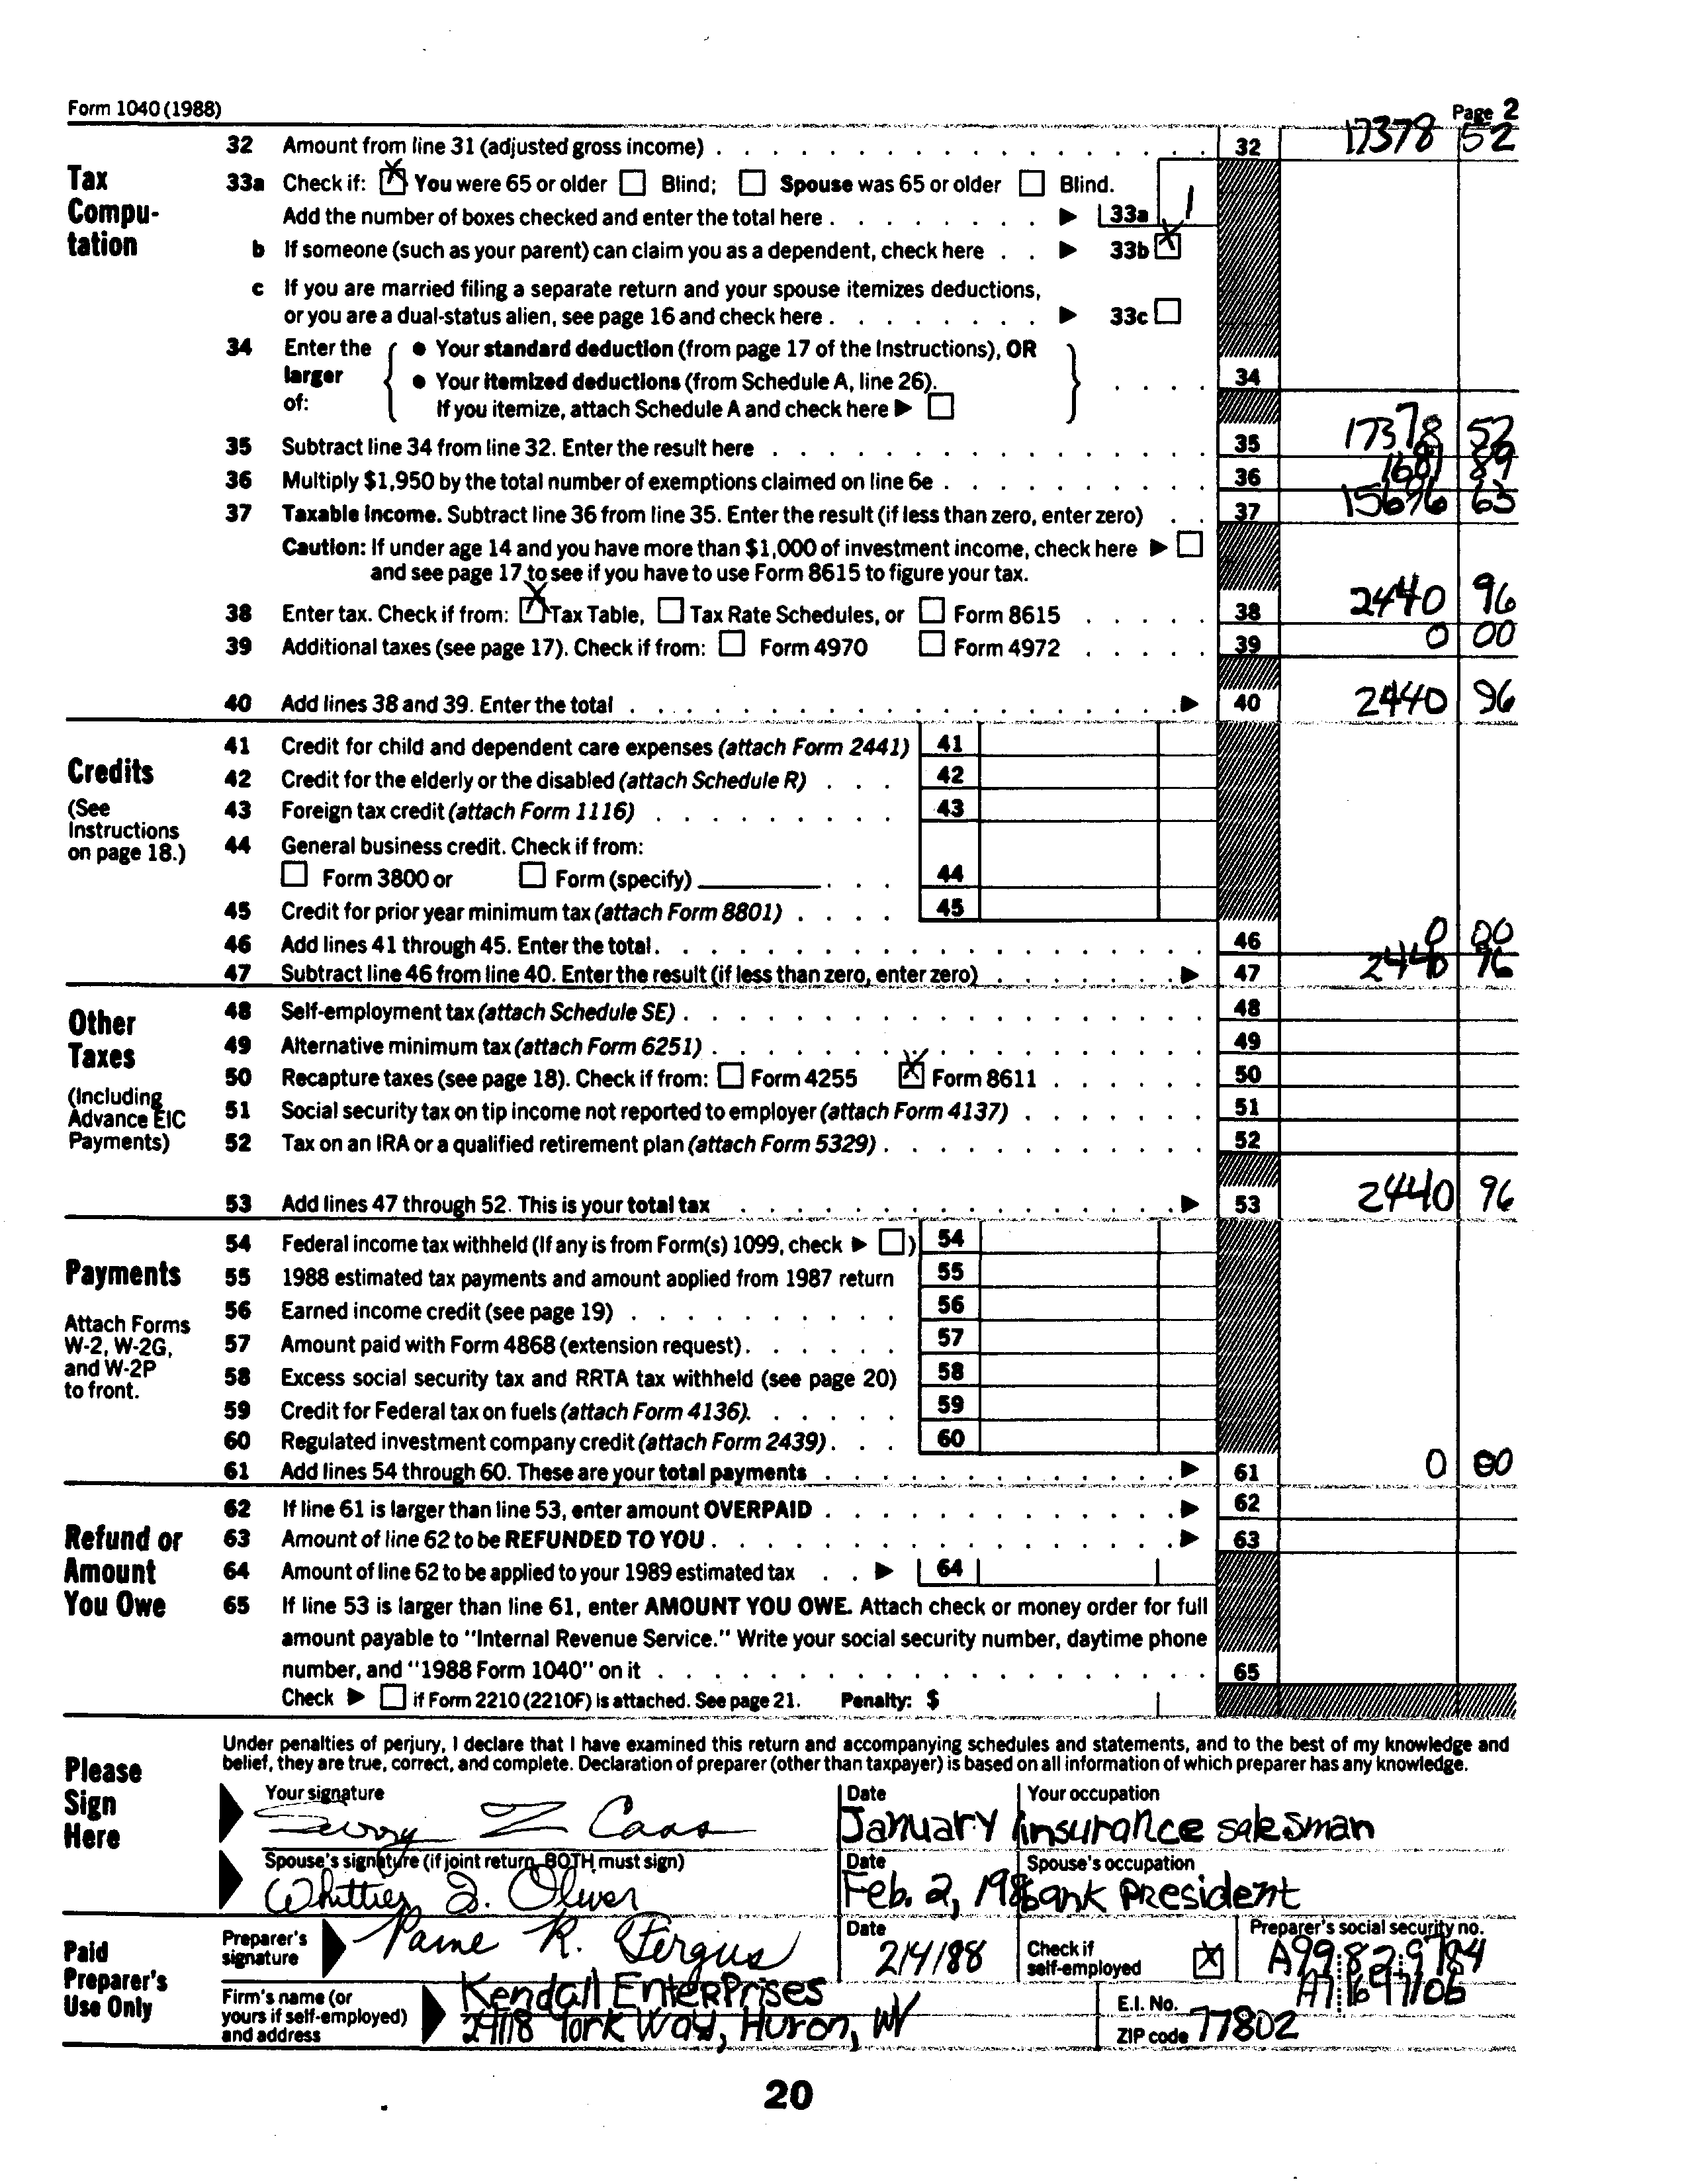 Form 1040 (1988) Page 2
Tax Compu-tation
32 Amount from line 31 (adjusted gross income) 32 17378 52
33a Check if: X You were 65 or older Blind; Spouse was 65 or older Blind.
Add the number of boxes checked and enter the total here 33a 1
b If someone (such as your parent) can claim you as a dependent, check here 33b X
c If you are married filing a separate return and your spouse itemizes deductions,
or you are a dual-status alien, see page 16 and check here 33c
34 Enter the larger of:
• Your standard deduction (from page 17 of the Instructions), OR
• Your itemized deductions (from Schedule A, line 26).
If you itemize, attach Schedule A and check here 34
35 Subtract line 34 from line 32. Enter the result here 35 17378 52
36 Multiply $1,950 by the total number of exemptions claimed on line 6e 36 1681 89
37 Taxable Income. Subtract line 36 from line 35. Enter the result (if less than zero, enter zero) 37 15696 63
Caution: If under age 14 and you have more than $1,000 of investment income, check here
and see page 17 to see if you have to use Form 8615 to figure your tax.
38 Enter tax. Check if from: X Tax Table, Tax Rate Schedules, or Form 8615 38 2440 96
39 Additional taxes (see page 17). Check if from: Form 4970 Form 4972 39 0 00
40 Add lines 38 and 39. Enter the total 40 2440 96
Credits
(See Instructions on page 18.)
41 Credit for child and dependent care expenses (attach Form 2441) 41
42 Credit for the elderly or the disabled (attach Schedule R) 42
43 Foreign tax credit (attach Form 1116) 43
44 General business credit. Check if from:
Form 3800 or Form (specify) 44
45 Credit for prior year minimum tax (attach Form 8801) 45
46 Add lines 41 through 45. Enter the total. 46 0 00
47 Subtract line 46 from line 40. Enter the result (if less than zero, enter zero) 47 2440 96
Other Taxes
(Including Advance EIC Payments)
48 Self-employment tax (attach Schedule SE) 48
49 Alternative minimum tax (attach Form 6251) 49
50 Recapture taxes (see page 18). Check if from: Form 4255 X Form 8611 50
51 Social security tax on tip income not reported to employer (attach Form 4137) 51
52 Tax on an IRA or a qualified retirement plan (attach Form 5329) 52
53 Add lines 47 through 52. This is your total tax 53 2440 96
Payments
Attach Forms W-2, W-2G, and W-2P to front.
54 Federal income tax withheld (If any is from Form(s) 1099, check ) 54
55 1988 estimated tax payments and amount applied from 1987 return 55
56 Earned income credit (see page 19) 56
57 Amount paid with Form 4868 (extension request) 57
58 Excess social security tax and RRTA tax withheld (see page 20) 58
59 Credit for Federal tax on fuels (attach Form 4136). 59
60 Regulated investment company credit (attach Form 2439) 60
61 Add lines 54 through 60. These are your total payments 61 0 00
Refund or Amount You Owe
62 If line 61 is larger than line 53, enter amount OVERPAID 62
63 Amount of line 62 to be REFUNDED TO YOU 63
64 Amount of line 62 to be applied to your 1989 estimated tax 64
65 If line 53 is larger than line 61, enter AMOUNT YOU OWE. Attach check or money order for full
amount payable to "Internal Revenue Service." Write your social security number, daytime phone
number, and "1988 Form 1040" on it 65
Check if Form 2210 (2210F) is attached. See page 21. Penalty: $
Please Sign Here
Under penalties of perjury, I declare that I have examined this return and accompanying schedules and statements, and to the best of my knowledge and
belief, they are true, correct, and complete. Declaration of preparer (other than taxpayer) is based on all information of which preparer has any knowledge.
Your signature Date Your occupation
Z Caas January insurance salesman
Spouse's signature (if joint return, BOTH must sign) Date Spouse's occupation
Whittier J. Oliver Feb. 2, 198 bank President
Paid Preparer's Use Only
Preparer's signature Paine R. Fergus Date 2/4/88 Check if self-employed X Preparer's social security no. A99 82 9784
Firm's name (or yours if self-employed) and address Kendall Enterprises E.I. No. A71697106
29118 York Way, Huron, WV ZIP code 77802
20